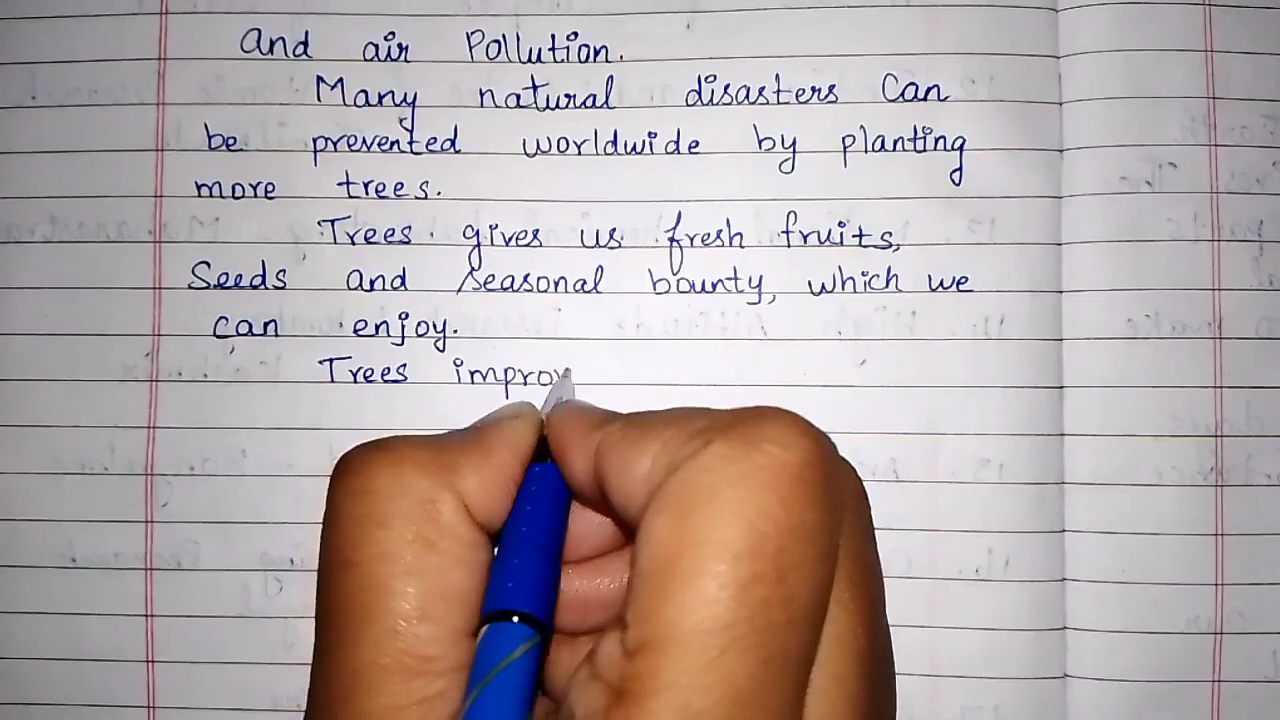 and air Pollution.
Many natural disasters Can
be prevented worldwide by planting
more trees.
Trees gives us fresh fruits,
Seeds and seasonal bounty, which we
can enjoy.
Trees improv